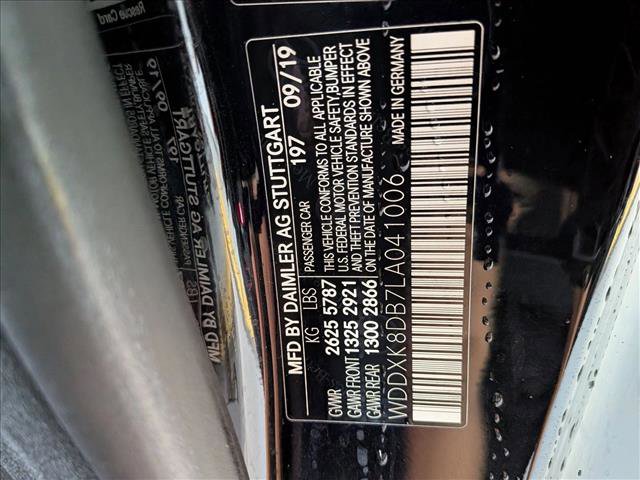 MFD BY DAIMLER AG STUTTGART
197 09/19
KG LBS PASSENGER CAR
GVWR 2625 5787
GAWR FRONT 1325 2921
GAWR REAR 1300 2866
THIS VEHICLE CONFORMS TO ALL APPLICABLE
U.S. FEDERAL MOTOR VEHICLE SAFETY, BUMPER
AND THEFT PREVENTION STANDARDS IN EFFECT
ON THE DATE OF MANUFACTURE SHOWN ABOVE
MADE IN GERMANY
WDDXK8DB7LA041006
Rescue Card